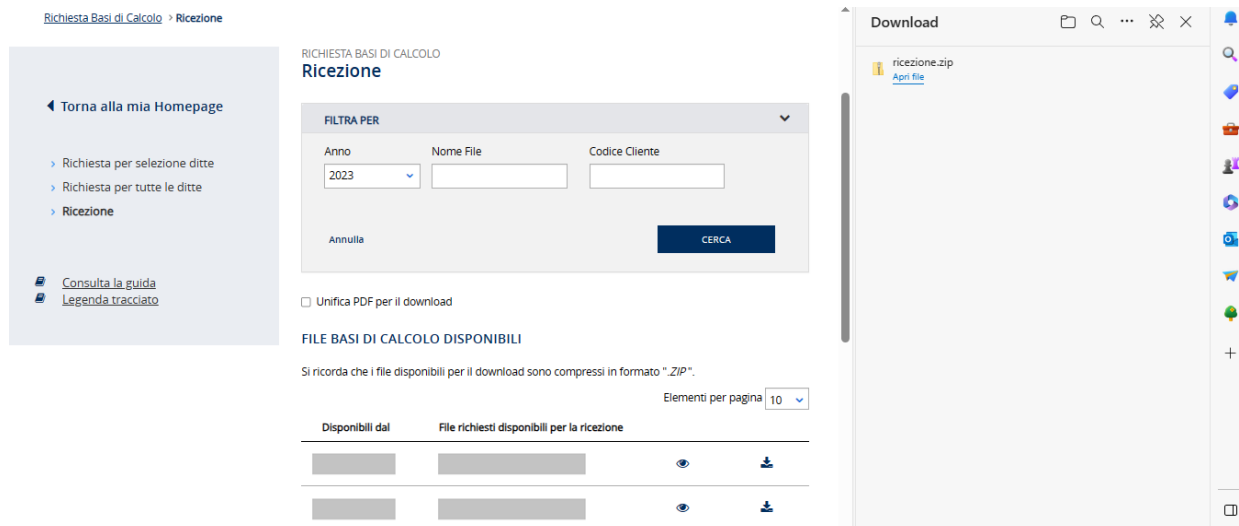 Richiesta Basi di Calcolo > Ricezione
Torna alla mia Homepage
Richiesta per selezione ditte
Richiesta per tutte le ditte
Ricezione
Consulta la guida
Legenda tracciato
RICHIESTA BASI DI CALCOLO
Ricezione
FILTRA PER
Anno Nome File Codice Cliente
2023
Annulla CERCA
Unifica PDF per il download
FILE BASI DI CALCOLO DISPONIBILI
Si ricorda che i file disponibili per il download sono compressi in formato ".ZIP".
Elementi per pagina 10
Disponibili dal File richiesti disponibili per la ricezione
Download
ricezione.zip
Apri file